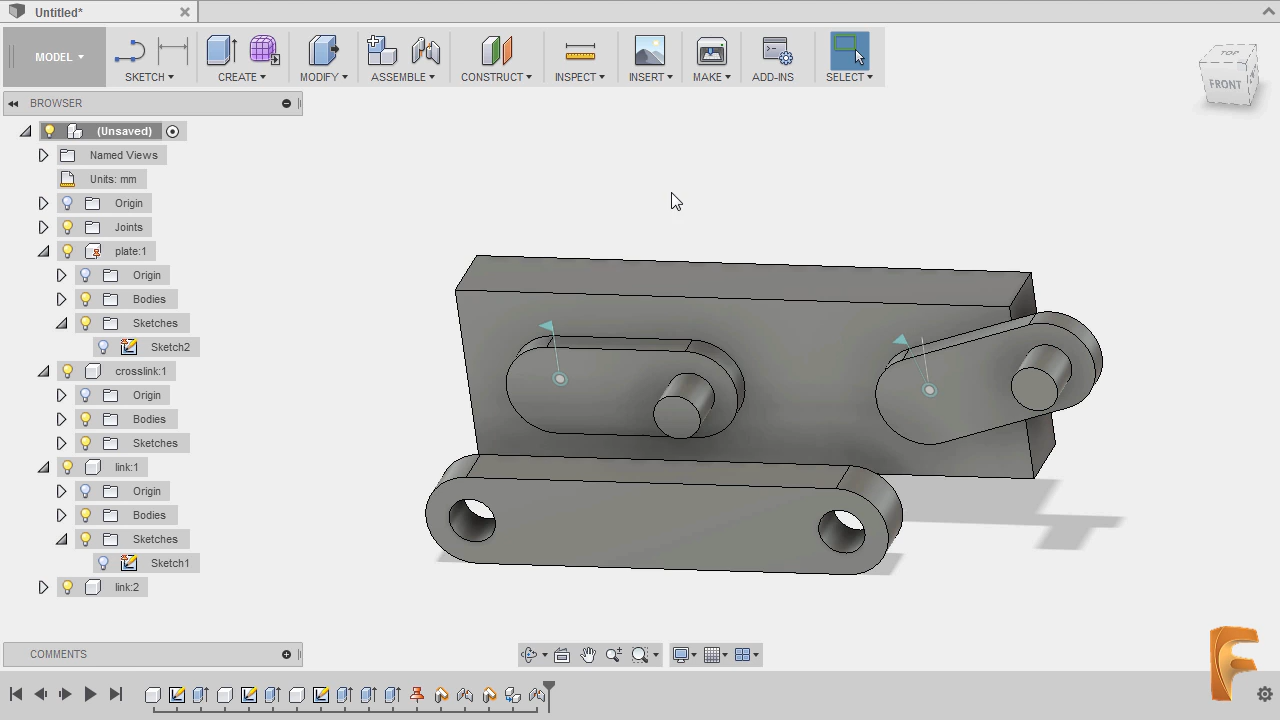 Untitled*
MODEL
SKETCH
CREATE
MODIFY
ASSEMBLE
CONSTRUCT
INSPECT
INSERT
MAKE
ADD-INS
SELECT
TOP
FRONT
BROWSER
(Unsaved)
Named Views
Units: mm
Origin
Joints
plate:1
Origin
Bodies
Sketches
Sketch2
crosslink:1
Origin
Bodies
Sketches
link:1
Origin
Bodies
Sketches
Sketch1
link:2
COMMENTS